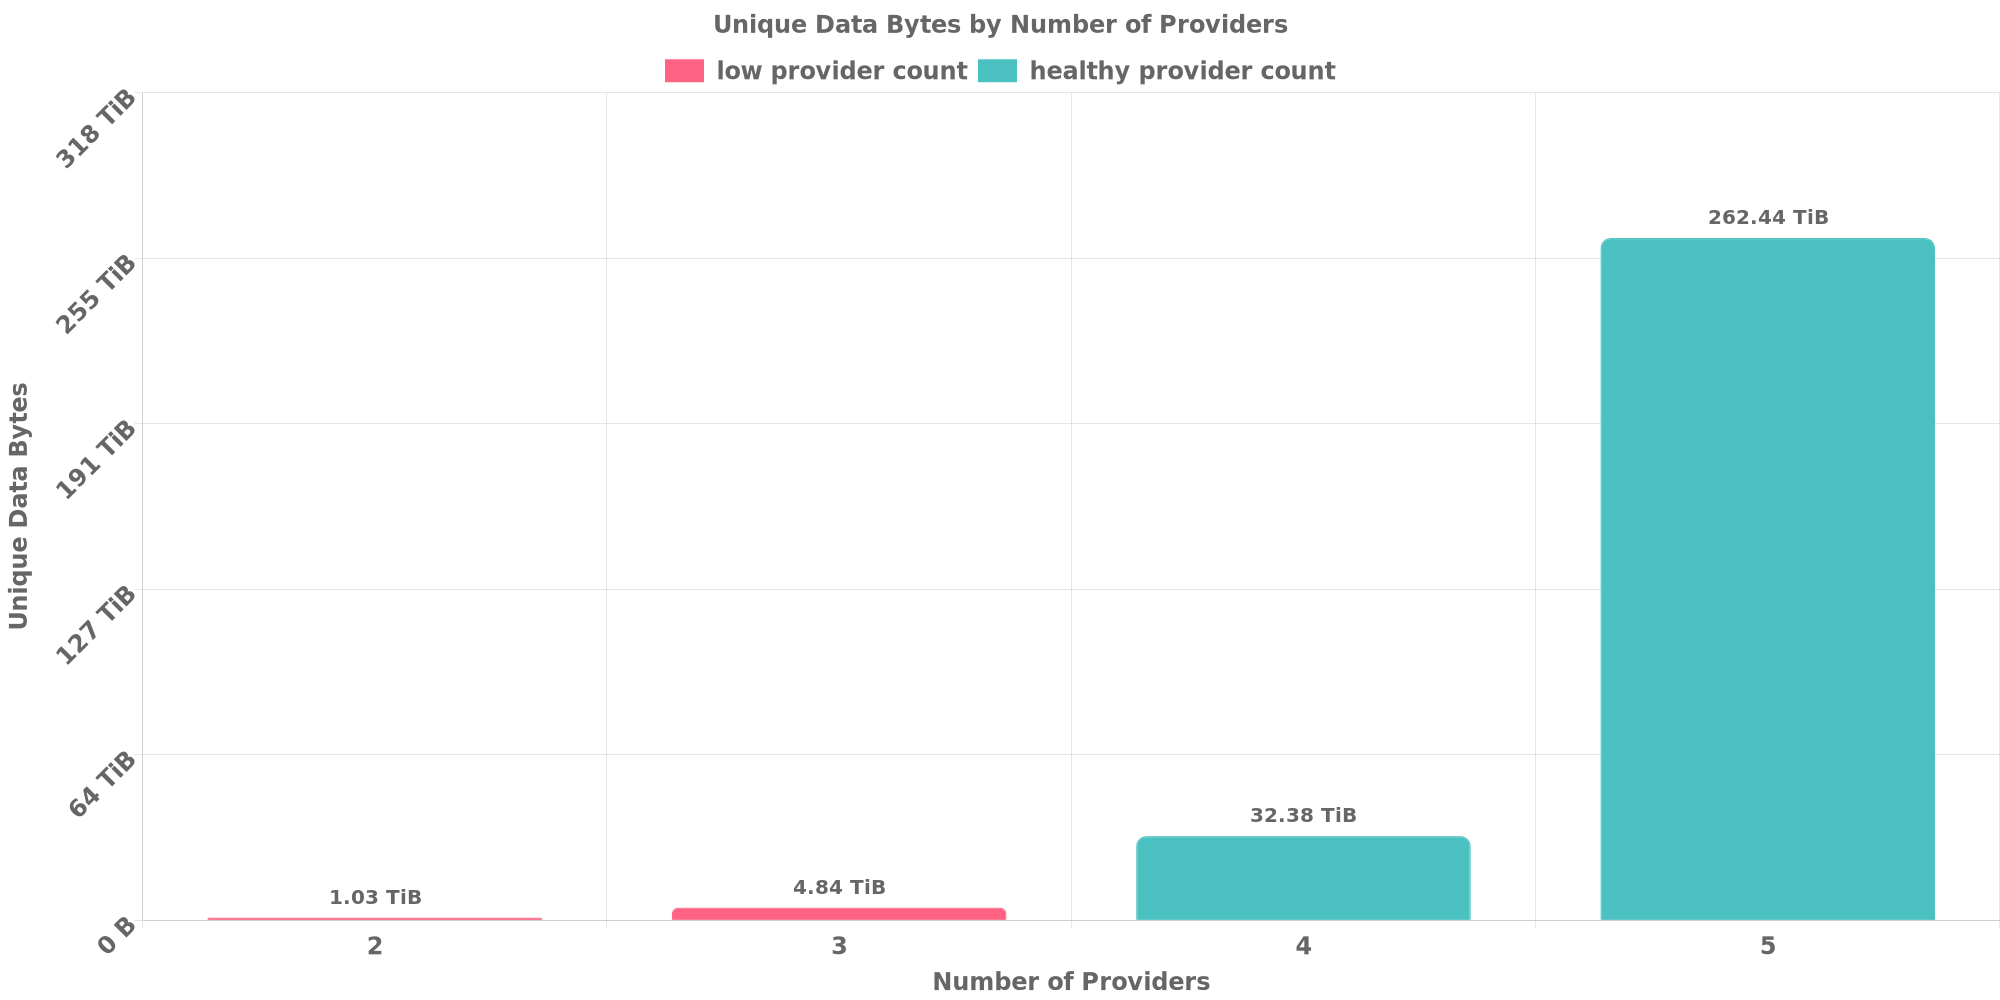 Unique Data Bytes by Number of Providers
low provider count
healthy provider count
318 TiB
255 TiB
191 TiB
127 TiB
64 TiB
0 B
Unique Data Bytes
1.03 TiB
4.84 TiB
32.38 TiB
262.44 TiB
2
3
4
5
Number of Providers